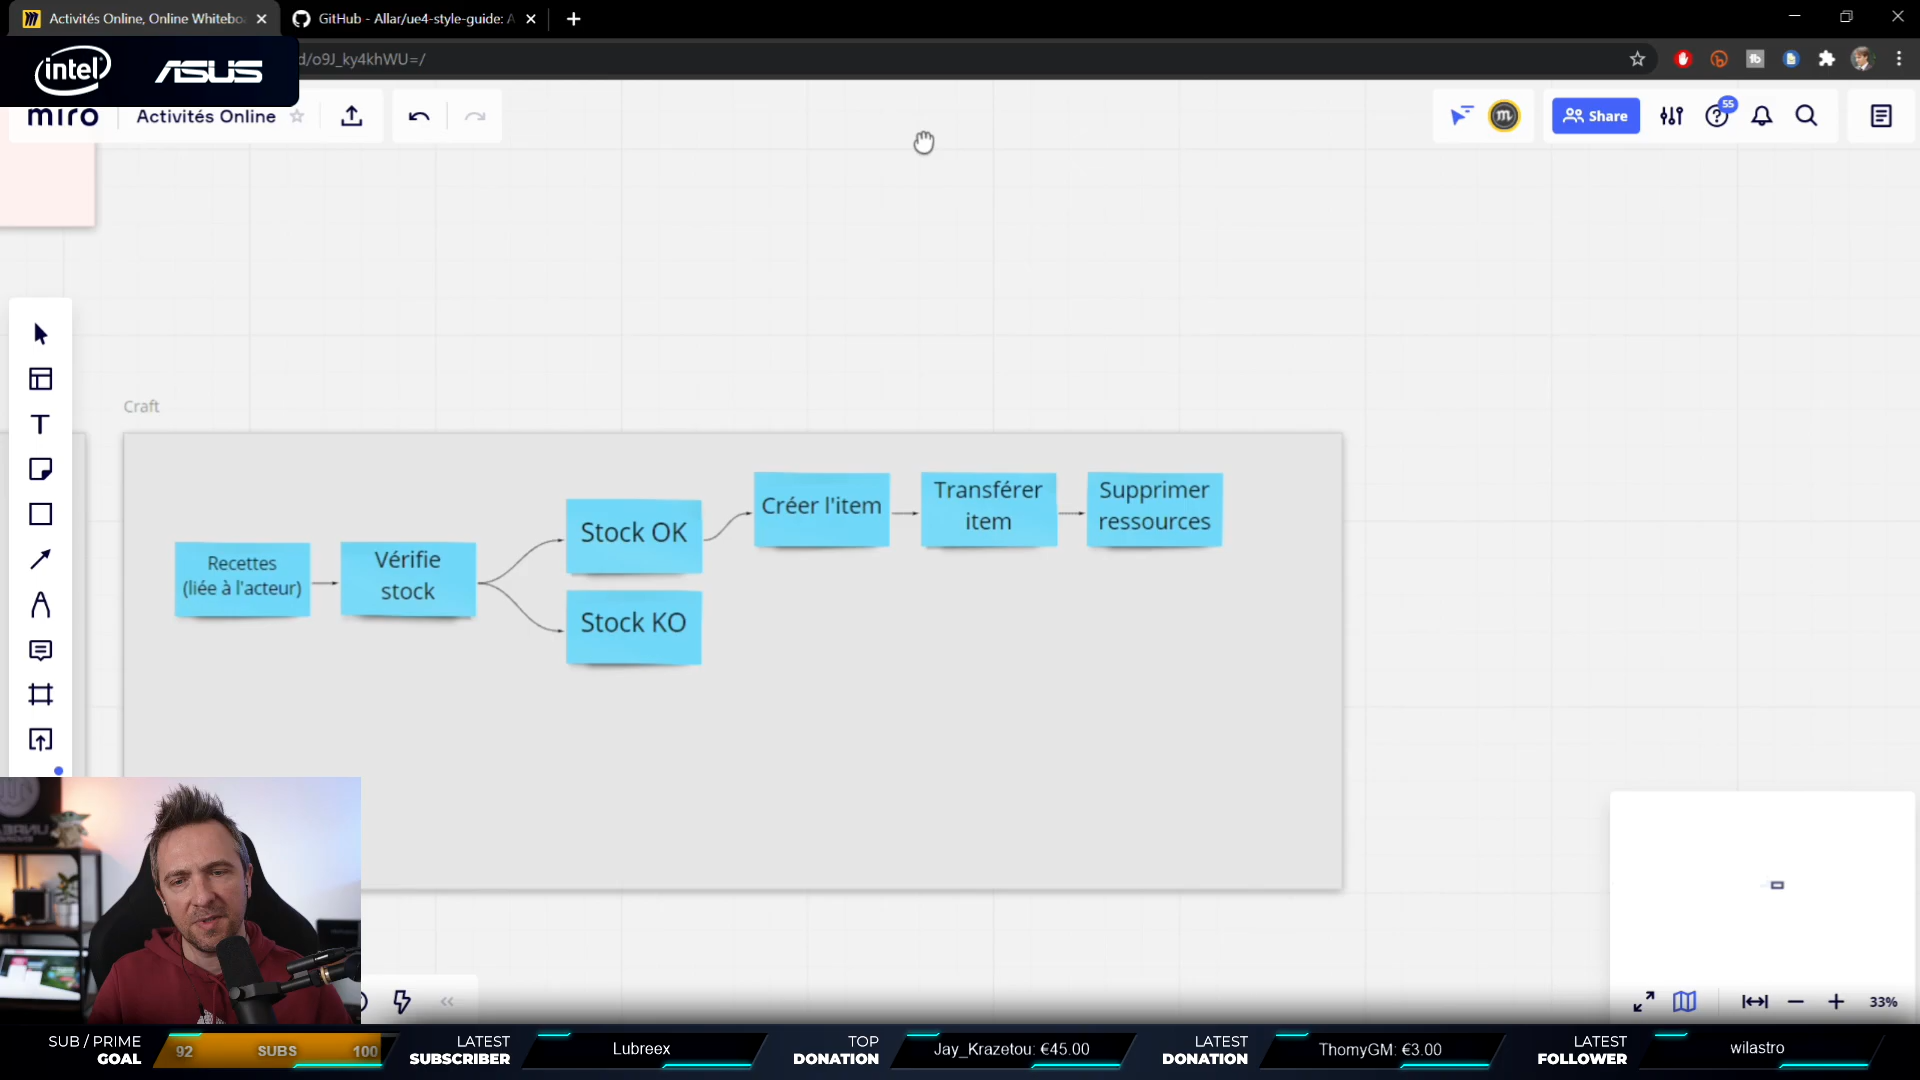 Activités Online, Online Whiteboa
GitHub - Allar/ue4-style-guide: A
intel
ASUS
d/o9J_ky4khWU=/
miro
Activités Online
m
Share
55
Craft
Recettes
(liée à l'acteur)
Vérifie
stock
Stock OK
Stock KO
Créer l'item
Transférer
item
Supprimer
ressources
33%
SUB / PRIME
GOAL
92 SUBS 100
LATEST
SUBSCRIBER
Lubreex
TOP
DONATION
Jay_Krazetou: €45.00
LATEST
DONATION
ThomyGM: €3.00
LATEST
FOLLOWER
wilastro